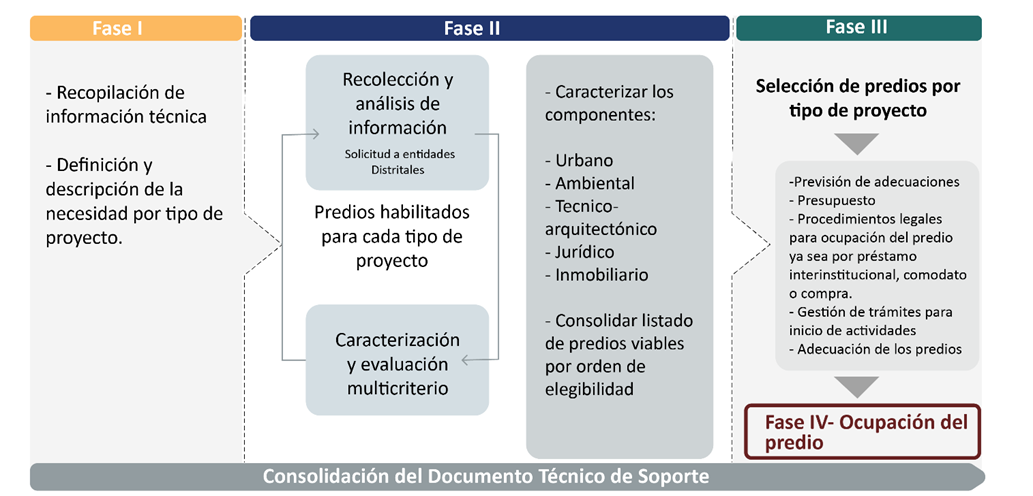 Fase I
- Recopilación de
información técnica
- Definición y
descripción de la
necesidad por tipo de
proyecto.
Fase II
Recolección y
análisis de
información
Solicitud a entidades
Distritales
Predios habilitados
para cada tipo de
proyecto
Caracterización
y evaluación
multicriterio
- Caracterizar los
componentes:
- Urbano
- Ambiental
- Tecnico-
arquitectónico
- Jurídico
- Inmobiliario
- Consolidar listado
de predios viables
por orden de
elegibilidad
Fase III
Selección de predios por
tipo de proyecto
-Previsión de adecuaciones
- Presupuesto
- Procedimientos legales
para ocupación del predio
ya sea por préstamo
interinstitucional, comodato
o compra.
- Gestión de trámites para
inicio de actividades
- Adecuación de los predios
Fase IV- Ocupación del
predio
Consolidación del Documento Técnico de Soporte